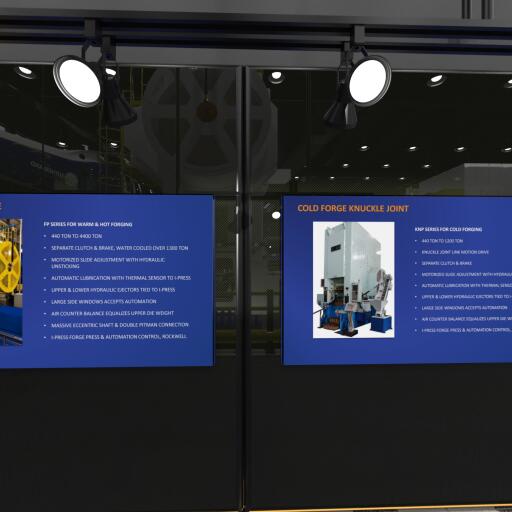 FP SERIES FOR WARM & HOT FORGING
• 440 TON TO 4400 TON
• SEPARATE CLUTCH & BRAKE, WATER COOLED OVER 1300 TON
• MOTORIZED SLIDE ADJUSTMENT WITH HYDRAULIC
UNSTICKING
• AUTOMATIC LUBRICATION WITH THERMAL SENSOR TO I-PRESS
• UPPER & LOWER HYDRAULIC EJECTORS TIED TO I-PRESS
• LARGE SIDE WINDOWS ACCEPTS AUTOMATION
• AIR COUNTER BALANCE EQUALIZES UPPER DIE WEIGHT
• MASSIVE ECCENTRIC SHAFT & DOUBLE PITMAN CONNECTION
• I-PRESS FORGE PRESS & AUTOMATION CONTROL, ROCKWELL
COLD FORGE KNUCKLE JOINT
KNP SERIES FOR COLD FORGING
• 440 TON TO 1200 TON
• KNUCKLE JOINT LINK MOTION DRIVE
• SEPARATE CLUTCH & BRAKE
• MOTORIZED SLIDE ADJUSTMENT WITH HYDRAULI
• AUTOMATIC LUBRICATION WITH THERMAL SENSO
• UPPER & LOWER HYDRAULIC EJECTORS TIED TO I
• LARGE SIDE WINDOWS ACCEPTS AUTOMATION
• AIR COUNTER BALANCE EQUALIZES UPPER DIE W
• I-PRESS FORGE PRESS & AUTOMATION CONTROL,